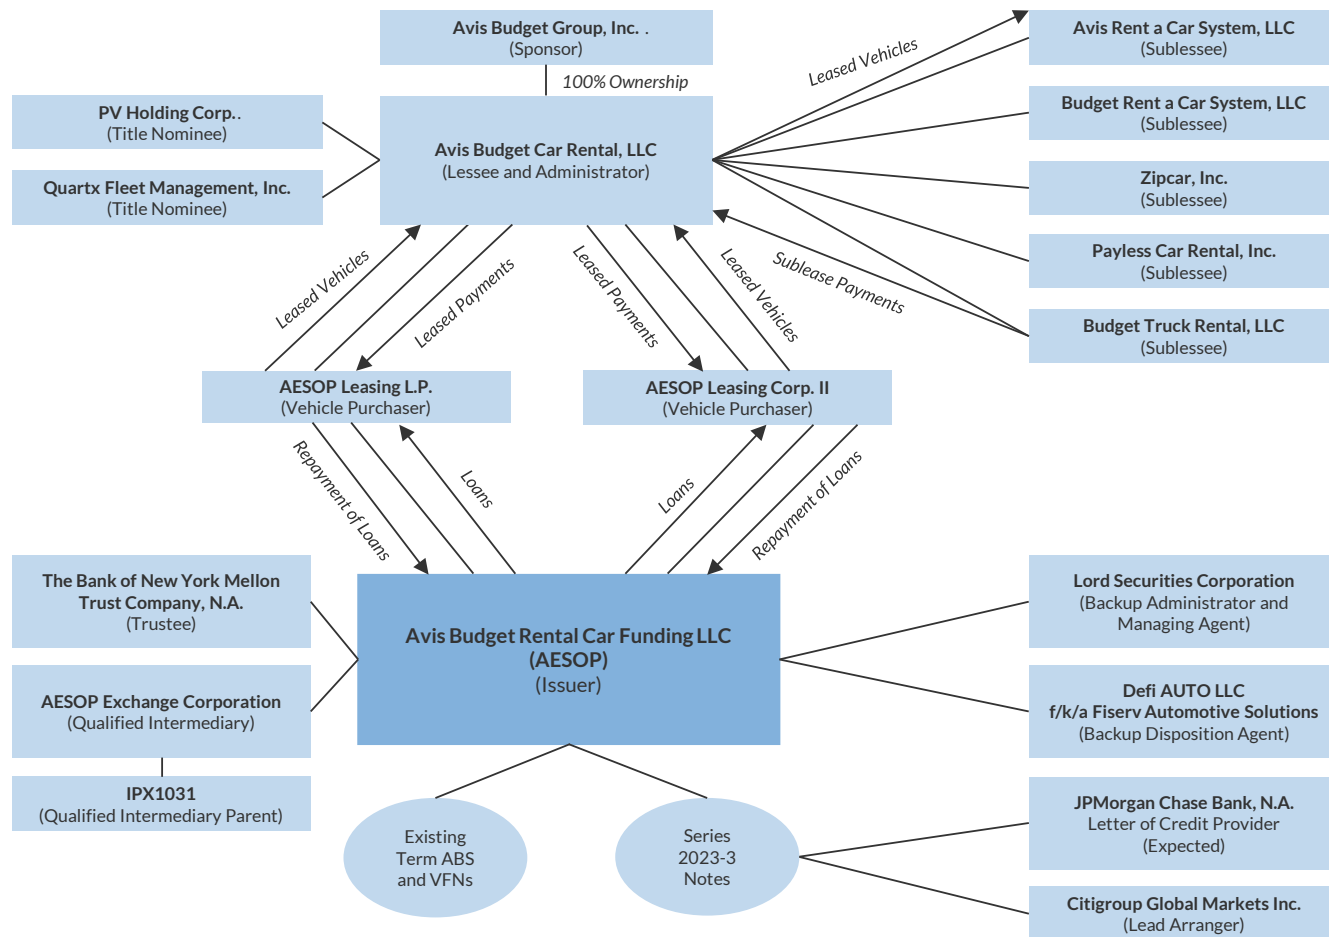 Avis Budget Group, Inc. .
(Sponsor)
100% Ownership
PV Holding Corp..
(Title Nominee)
Quartx Fleet Management, Inc.
(Title Nominee)
Avis Budget Car Rental, LLC
(Lessee and Administrator)
Leased Vehicles
Avis Rent a Car System, LLC
(Sublessee)
Budget Rent a Car System, LLC
(Sublessee)
Zipcar, Inc.
(Sublessee)
Payless Car Rental, Inc.
(Sublessee)
Budget Truck Rental, LLC
(Sublessee)
Sublease Payments
Leased Vehicles
Leased Payments
Leased Payments
Leased Vehicles
AESOP Leasing L.P.
(Vehicle Purchaser)
AESOP Leasing Corp. II
(Vehicle Purchaser)
Repayment of Loans
Loans
Loans
Repayment of Loans
The Bank of New York Mellon
Trust Company, N.A.
(Trustee)
AESOP Exchange Corporation
(Qualified Intermediary)
IPX1031
(Qualified Intermediary Parent)
Avis Budget Rental Car Funding LLC
(AESOP)
(Issuer)
Lord Securities Corporation
(Backup Administrator and
Managing Agent)
Defi AUTO LLC
f/k/a Fiserv Automotive Solutions
(Backup Disposition Agent)
Existing
Term ABS
and VFNs
Series
2023-3
Notes
JPMorgan Chase Bank, N.A.
Letter of Credit Provider
(Expected)
Citigroup Global Markets Inc.
(Lead Arranger)